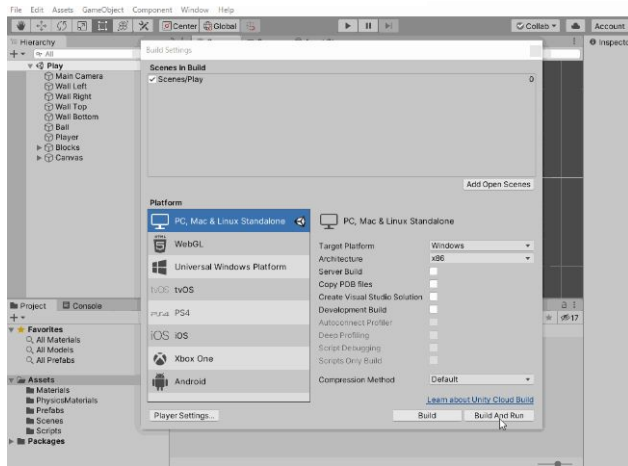 File Edit Assets GameObject Component Window Help
Center Global Collab Account
Hierarchy
All
Play
Main Camera
Wall Left
Wall Right
Wall Top
Wall Bottom
Ball
Player
Blocks
Canvas
Build Settings
Scenes In Build
Scenes/Play 0
Add Open Scenes
Platform
PC, Mac & Linux Standalone
WebGL
Universal Windows Platform
tvOS tvOS
PS4
iOS iOS
Xbox One
Android
Player Settings...
PC, Mac & Linux Standalone
Target Platform Windows
Architecture x86
Server Build
Copy PDB files
Create Visual Studio Solution
Development Build
Autoconnect Profiler
Deep Profiling
Script Debugging
Scripts Only Build
Compression Method Default
Learn about Unity Cloud Build
Build Build And Run
Inspecto
Project Console
17
Favorites
All Materials
All Models
All Prefabs
Assets
Materials
PhysicsMaterials
Prefabs
Scenes
Scripts
Packages